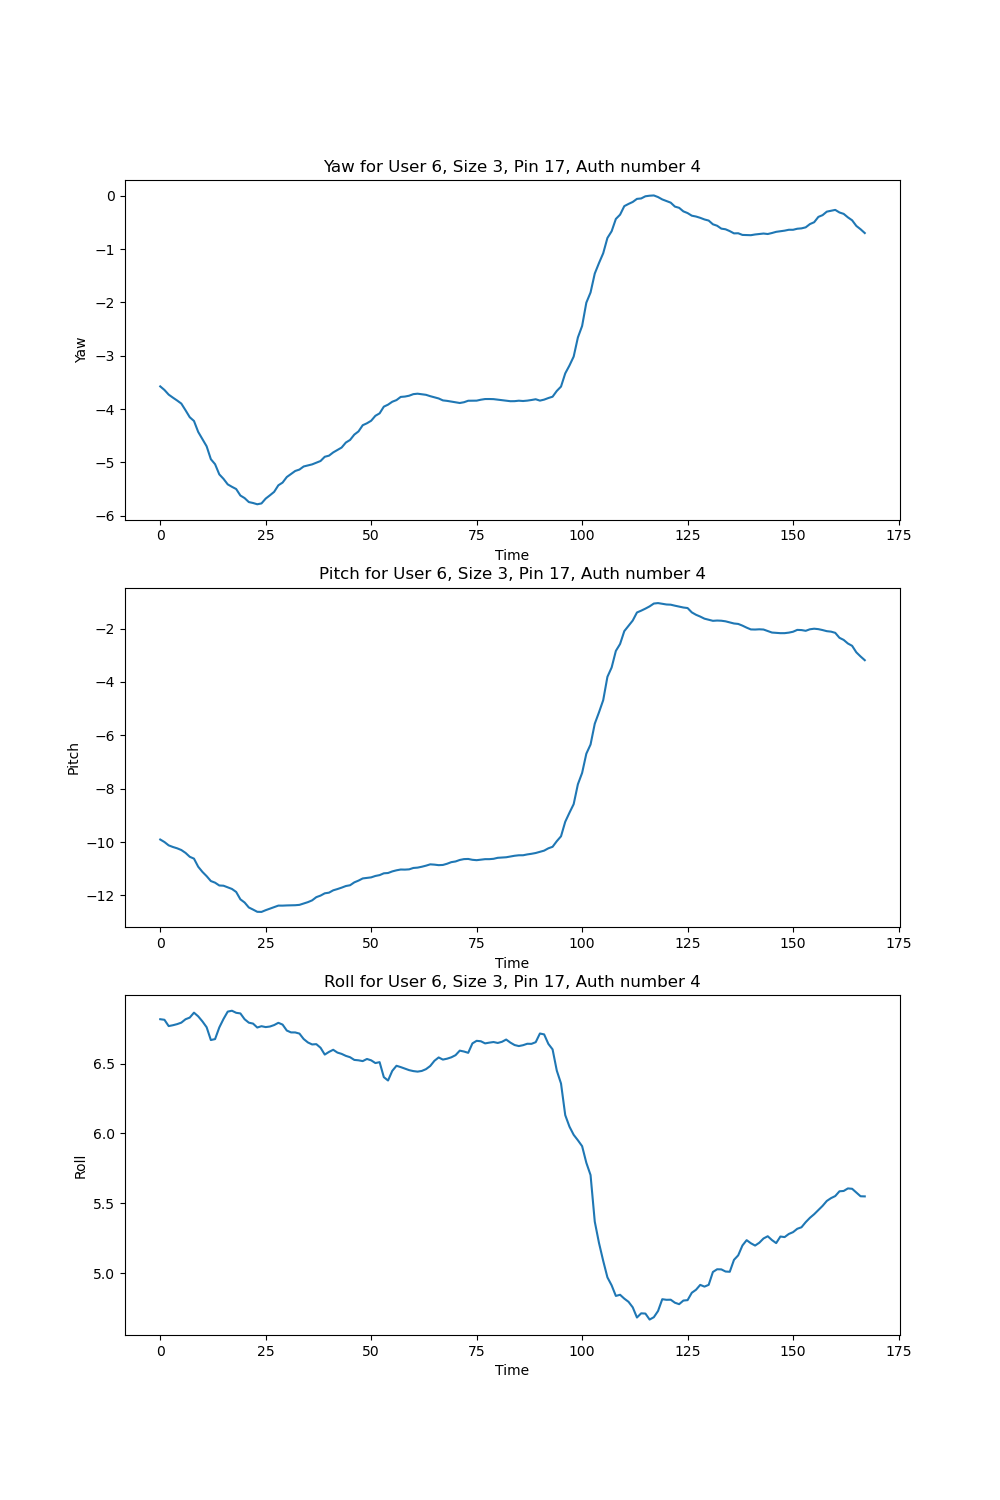 Yaw for User 6, Size 3, Pin 17, Auth number 4
0
−1
−2
−3
−4
−5
−6
Yaw
0 25 50 75 100 125 150 175
Time
Pitch for User 6, Size 3, Pin 17, Auth number 4
−2
−4
−6
−8
−10
−12
Pitch
0 25 50 75 100 125 150 175
Time
Roll for User 6, Size 3, Pin 17, Auth number 4
6.5
6.0
5.5
5.0
Roll
0 25 50 75 100 125 150 175
Time